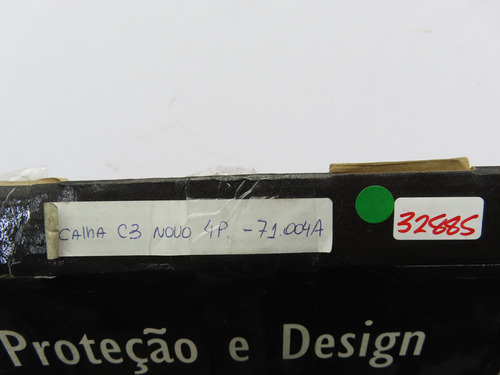 CAlhA C3 NOVO 4P -71.004A
32885
Proteção e Design